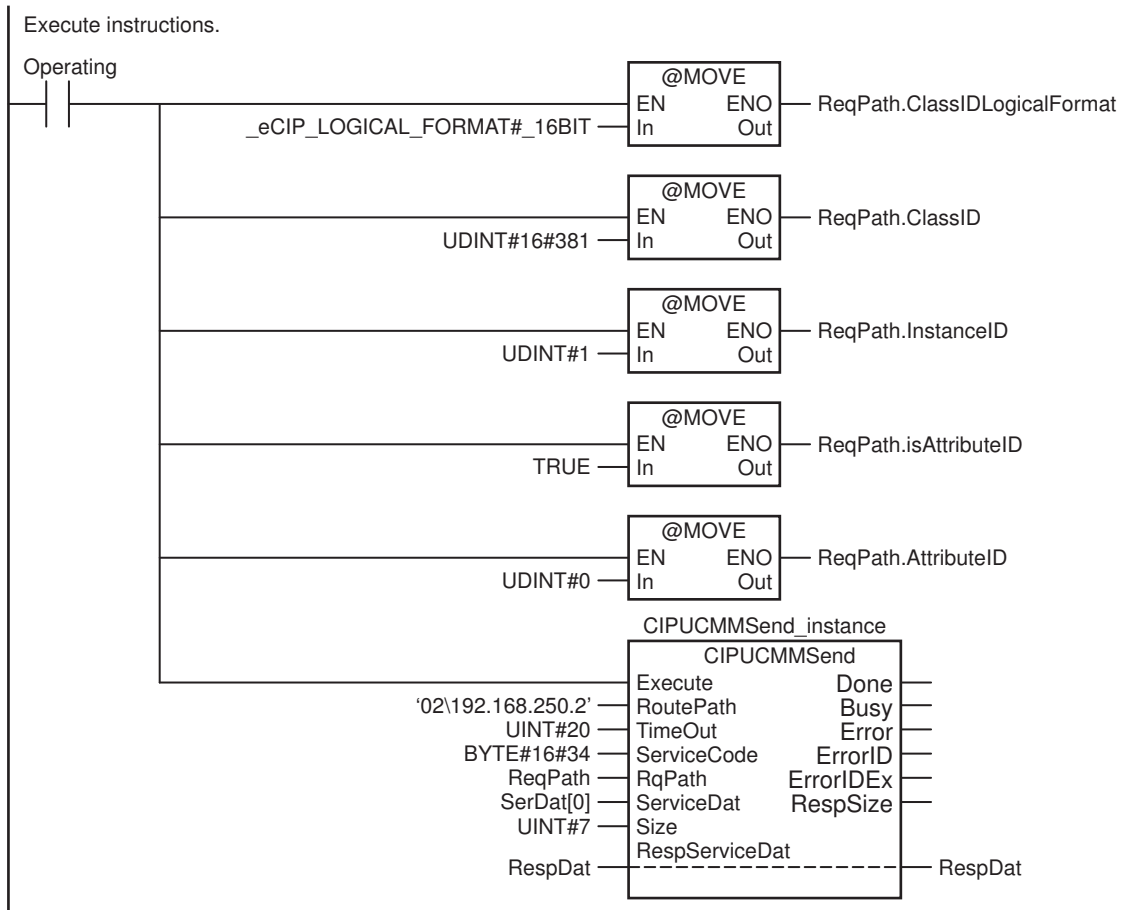 Execute instructions.
Operating
@MOVE
EN ENO ReqPath.ClassIDLogicalFormat
_eCIP_LOGICAL_FORMAT#_16BIT In Out
@MOVE
EN ENO ReqPath.ClassID
UDINT#16#381 In Out
@MOVE
EN ENO ReqPath.InstanceID
UDINT#1 In Out
@MOVE
EN ENO ReqPath.isAttributeID
TRUE In Out
@MOVE
EN ENO ReqPath.AttributeID
UDINT#0 In Out
CIPUCMMSend_instance
CIPUCMMSend
Execute Done
‘02\192.168.250.2’ RoutePath Busy
UINT#20 TimeOut Error
BYTE#16#34 ServiceCode ErrorID
ReqPath RqPath ErrorIDEx
SerDat[0] ServiceDat RespSize
UINT#7 Size
RespServiceDat
RespDat RespDat